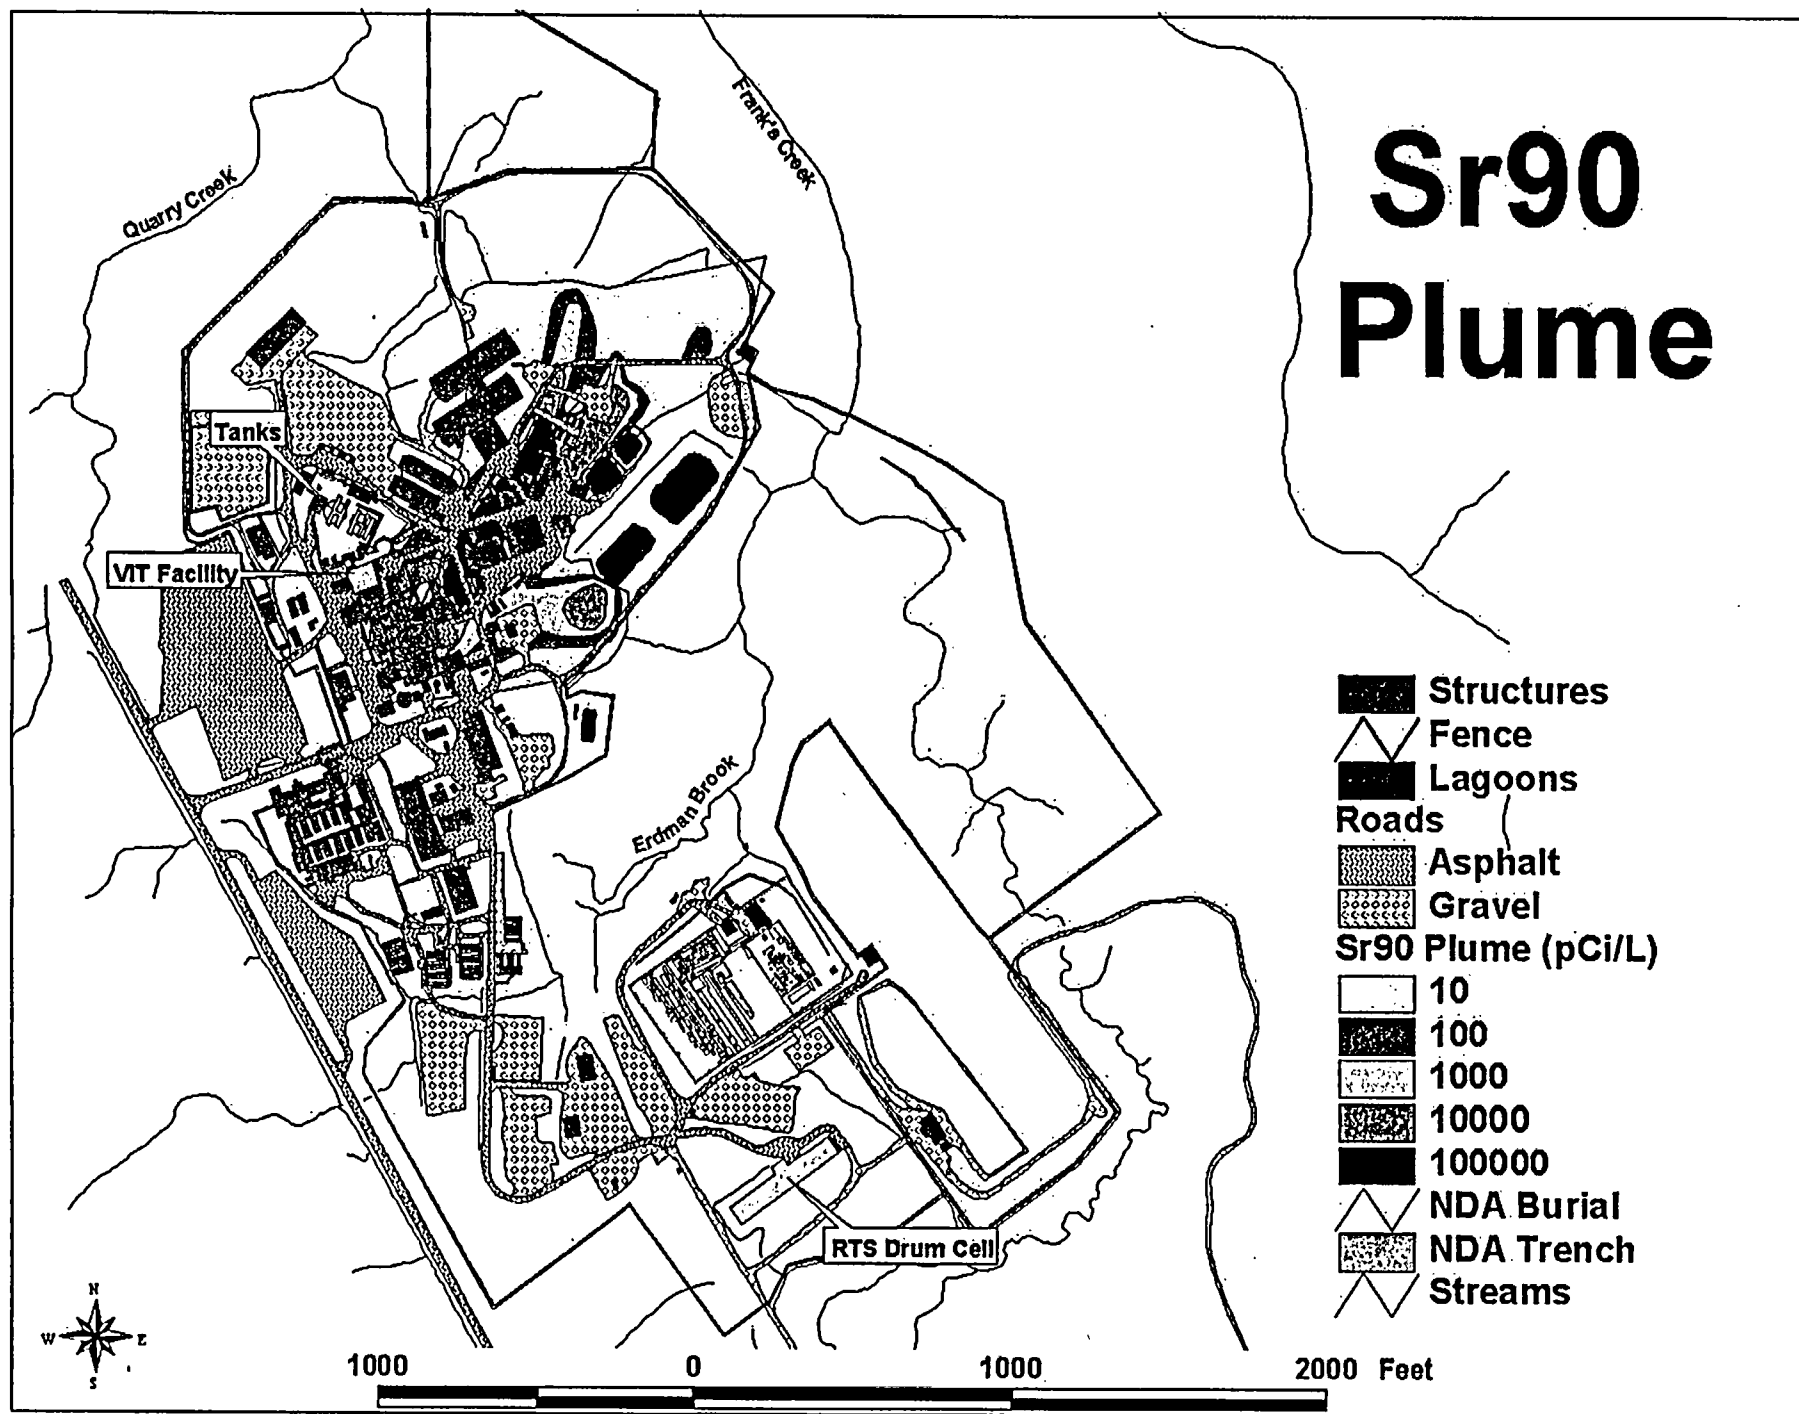 Sr90
Plume
Frank's Creek
Quarry Creek
Tanks
VIT Facility
Erdman Brook
RTS Drum Cell
Structures
Fence
Lagoons
Roads
Asphalt
Gravel
Sr90 Plume (pCi/L)
10
100
1000
10000
100000
NDA Burial
NDA Trench
Streams
N
W E
S
1000 0 1000 2000 Feet